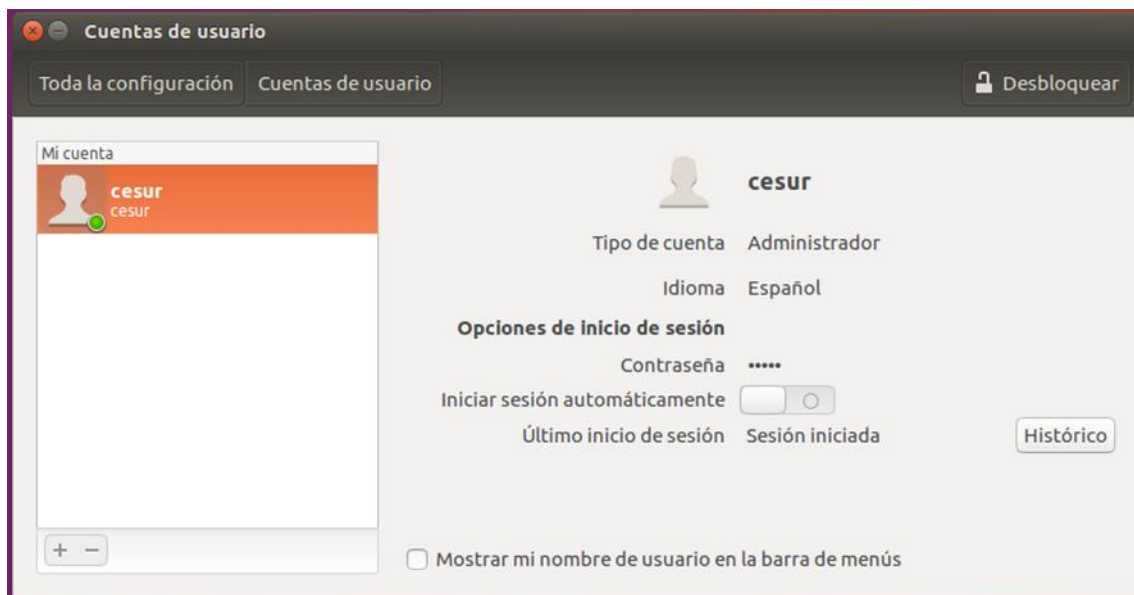 Cuentas de usuario
Toda la configuración Cuentas de usuario Desbloquear
Mi cuenta
cesur
cesur
cesur
Tipo de cuenta Administrador
Idioma Español
Opciones de inicio de sesión
Contraseña •••••
Iniciar sesión automáticamente
Último inicio de sesión Sesión iniciada Histórico
+ −
Mostrar mi nombre de usuario en la barra de menús